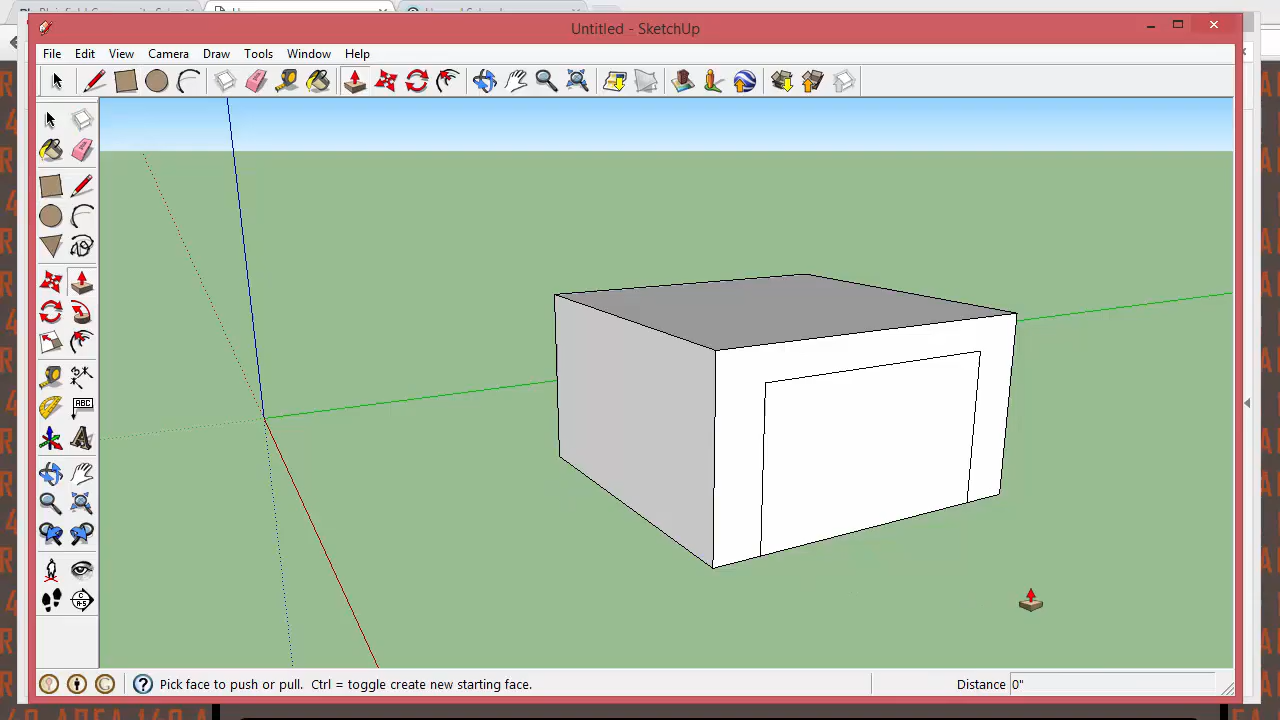 Untitled - SketchUp
File Edit View Camera Draw Tools Window Help
ABC
Pick face to push or pull. Ctrl = toggle create new starting face.
Distance 0"